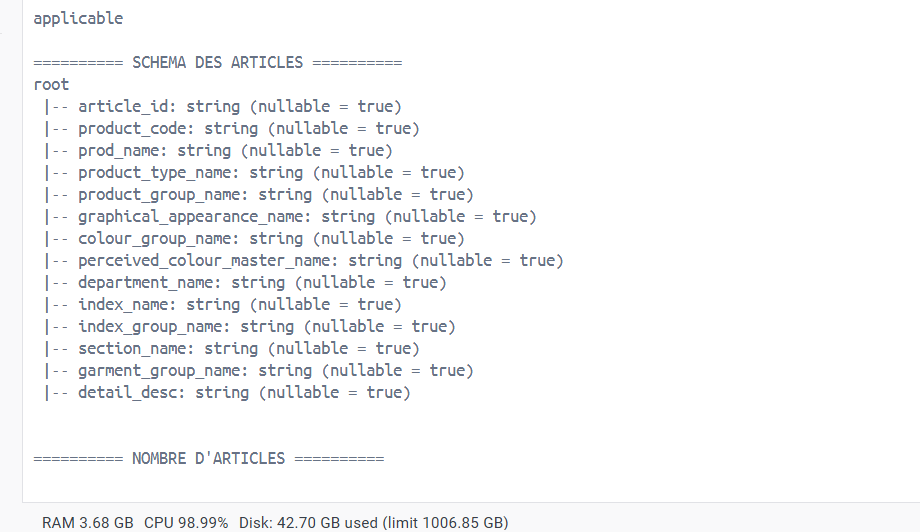 applicable
========== SCHEMA DES ARTICLES ==========
root
 |-- article_id: string (nullable = true)
 |-- product_code: string (nullable = true)
 |-- prod_name: string (nullable = true)
 |-- product_type_name: string (nullable = true)
 |-- product_group_name: string (nullable = true)
 |-- graphical_appearance_name: string (nullable = true)
 |-- colour_group_name: string (nullable = true)
 |-- perceived_colour_master_name: string (nullable = true)
 |-- department_name: string (nullable = true)
 |-- index_name: string (nullable = true)
 |-- index_group_name: string (nullable = true)
 |-- section_name: string (nullable = true)
 |-- garment_group_name: string (nullable = true)
 |-- detail_desc: string (nullable = true)
========== NOMBRE D'ARTICLES ==========
RAM 3.68 GB CPU 98.99% Disk: 42.70 GB used (limit 1006.85 GB)